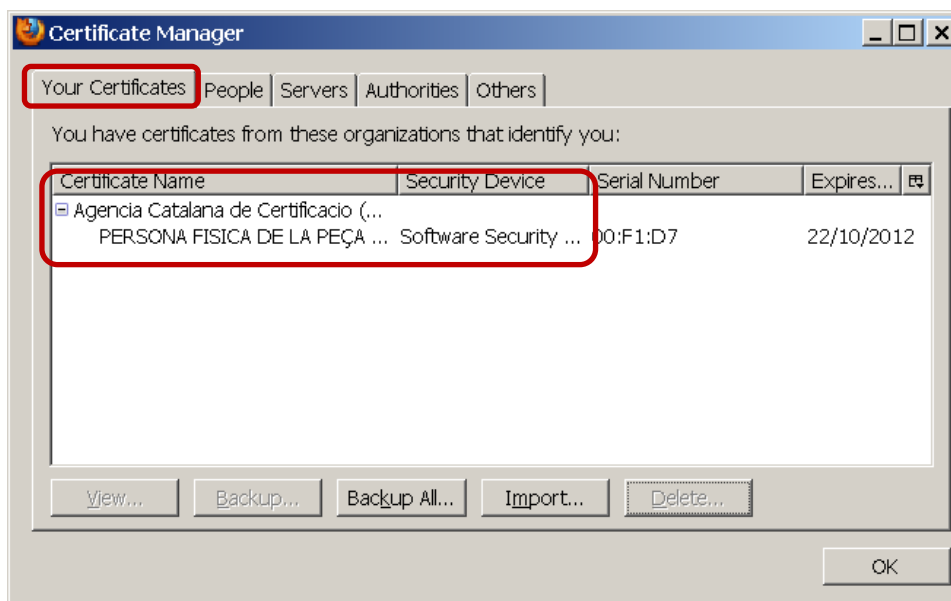 Certificate Manager
Your Certificates People Servers Authorities Others
You have certificates from these organizations that identify you:
Certificate Name Security Device Serial Number Expires...
Agencia Catalana de Certificacio (...
PERSONA FISICA DE LA PEÇA ... Software Security ... 00:F1:D7 22/10/2012
View... Backup... Backup All... Import... Delete...
OK